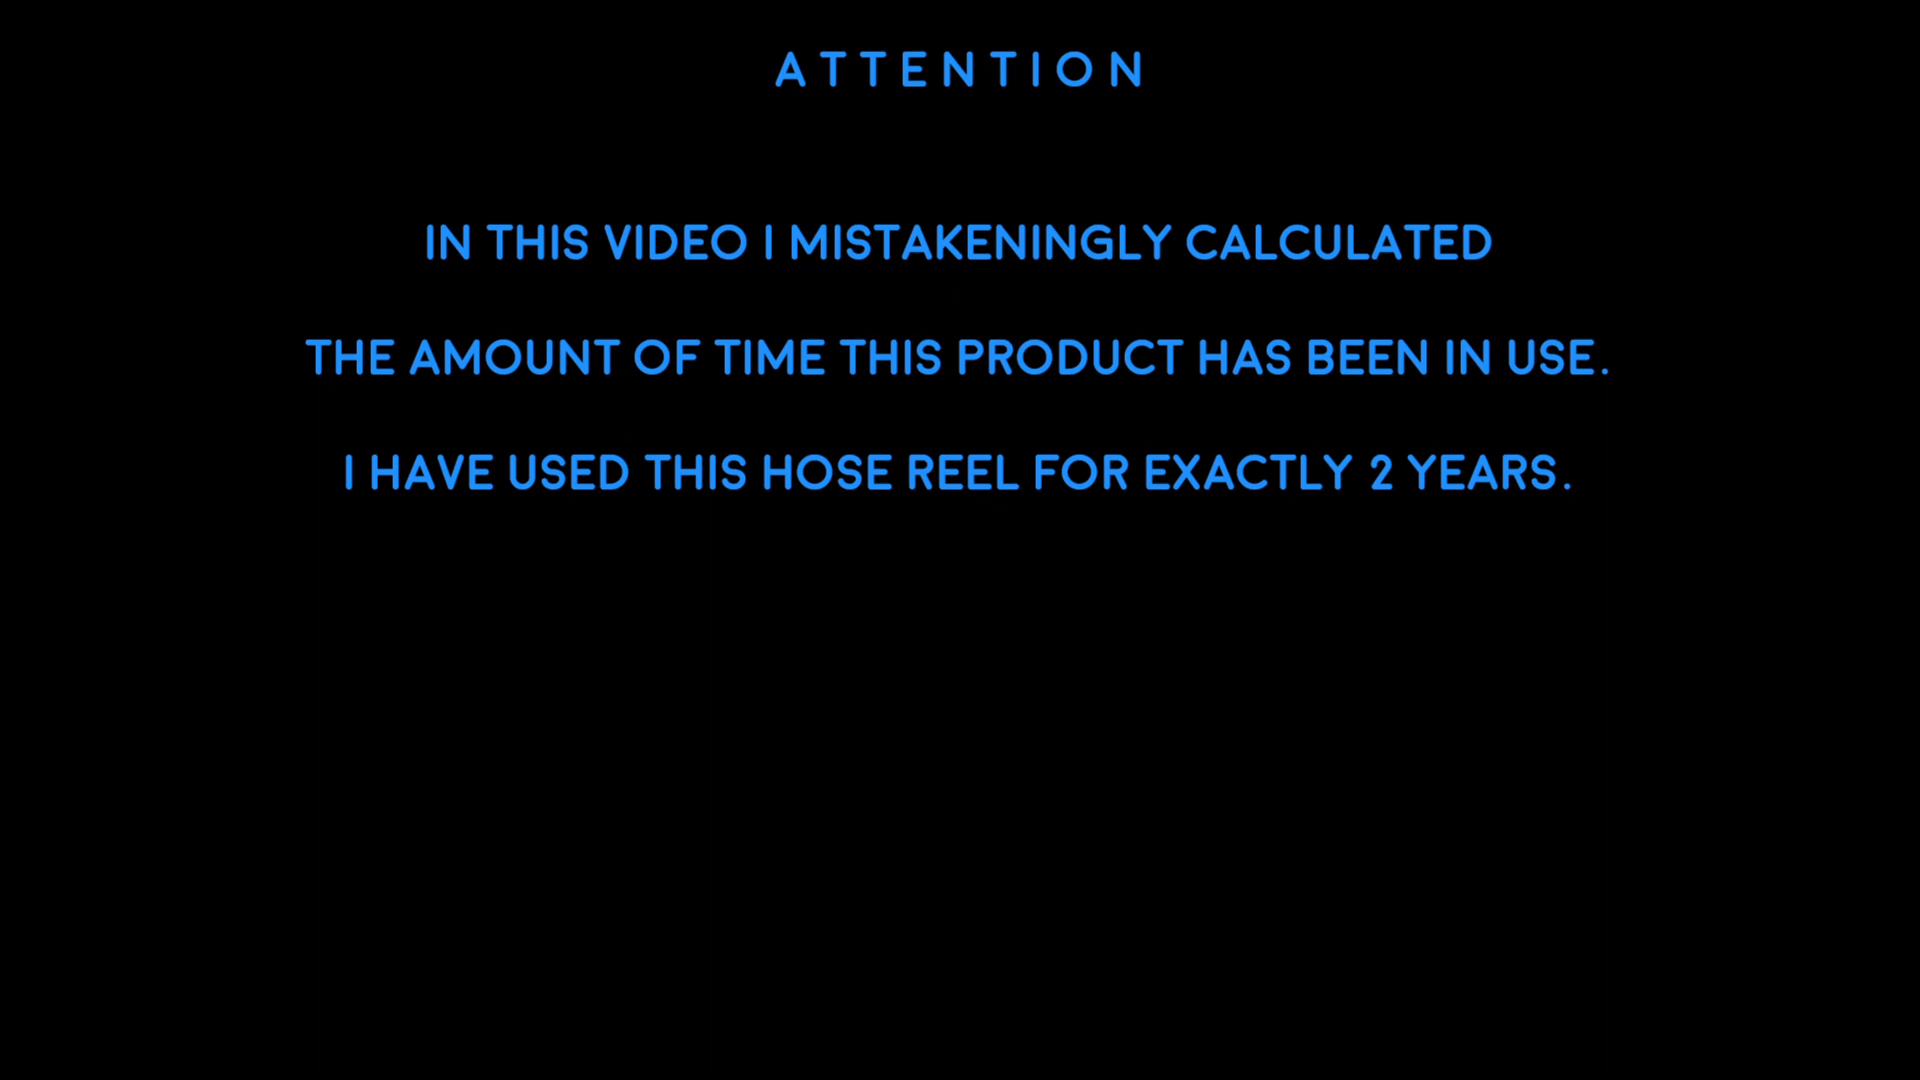 ATTENTION
IN THIS VIDEO I MISTAKENINGLY CALCULATED
THE AMOUNT OF TIME THIS PRODUCT HAS BEEN IN USE.
I HAVE USED THIS HOSE REEL FOR EXACTLY 2 YEARS.